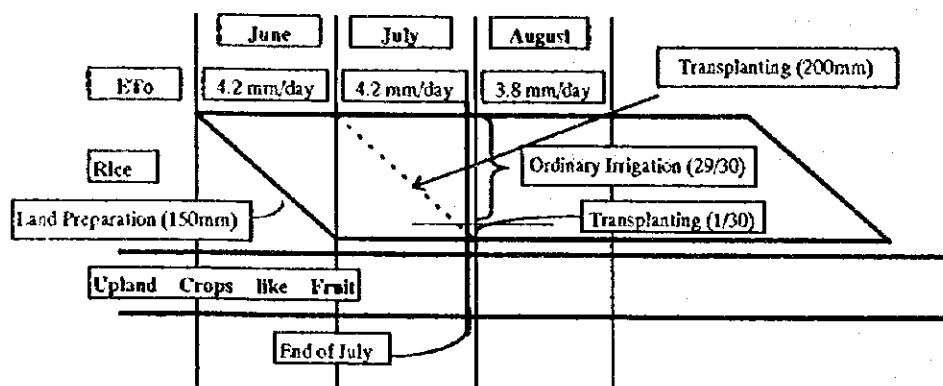 June
July
August
Transplanting (200mm)
ETo
4.2 mm/day
4.2 mm/day
3.8 mm/day
Rice
Ordinary Irrigation (29/30)
Land Preparation (150mm)
Transplanting (1/30)
Upland Crops like Fruit
End of July